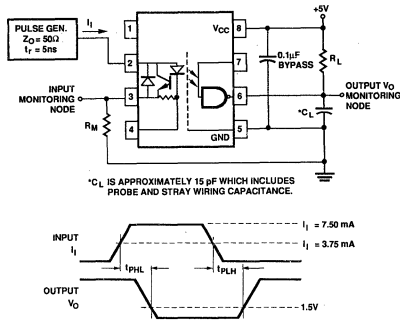 PULSE GEN.
Z_O = 50Ω
t_r = 5ns
I_I
+5V
1
2
3
4
8
7
6
5
V_CC
GND
0.1μF
BYPASS
R_L
INPUT
MONITORING
NODE
R_M
OUTPUT V_O
MONITORING
NODE
*C_L
*C_L IS APPROXIMATELY 15 pF WHICH INCLUDES
PROBE AND STRAY WIRING CAPACITANCE.
INPUT
I_I
I_I = 7.50 mA
I_I = 3.75 mA
t_PHL
t_PLH
OUTPUT
V_O
1.5V